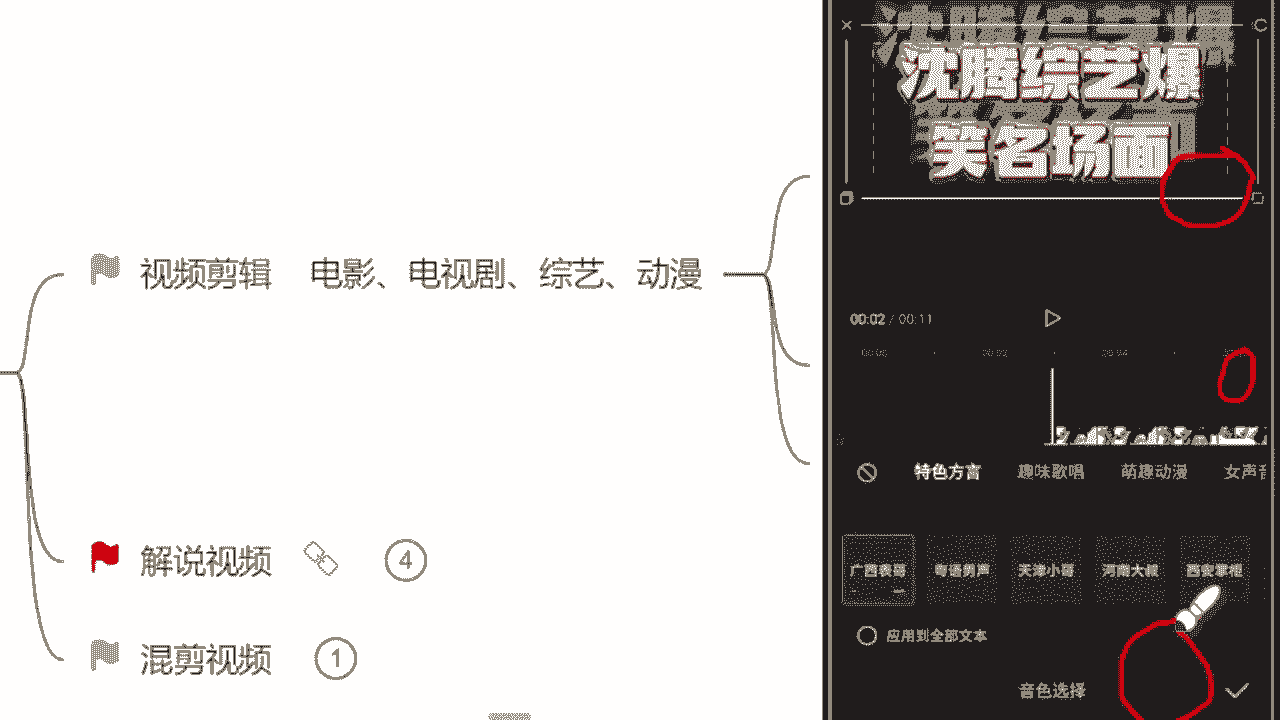 视频剪辑 电影、电视剧、综艺、动漫
解说视频 4
混剪视频 1
沈腾综艺爆
笑名场面
00:02 / 00:11
00:00 00:02 00:04
特色方言 趣味歌唱 萌趣动漫 女声音
广西表哥 粤语男声 天津小哥 河南大叔 西安掌柜
应用到全部文本
音色选择